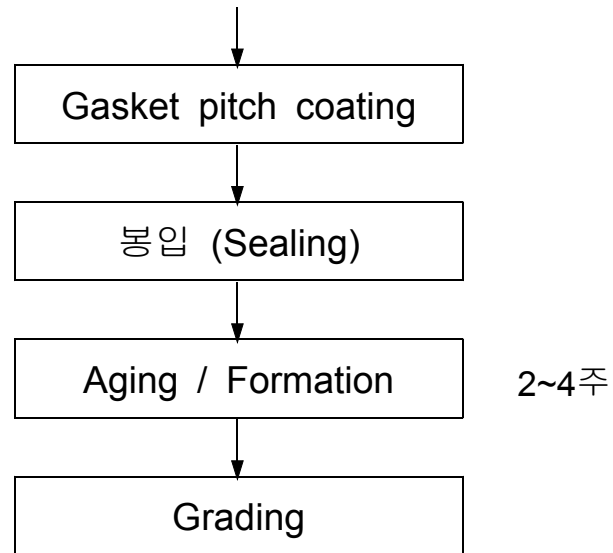 Gasket pitch coating
봉입 (Sealing)
Aging / Formation
2~4주
Grading